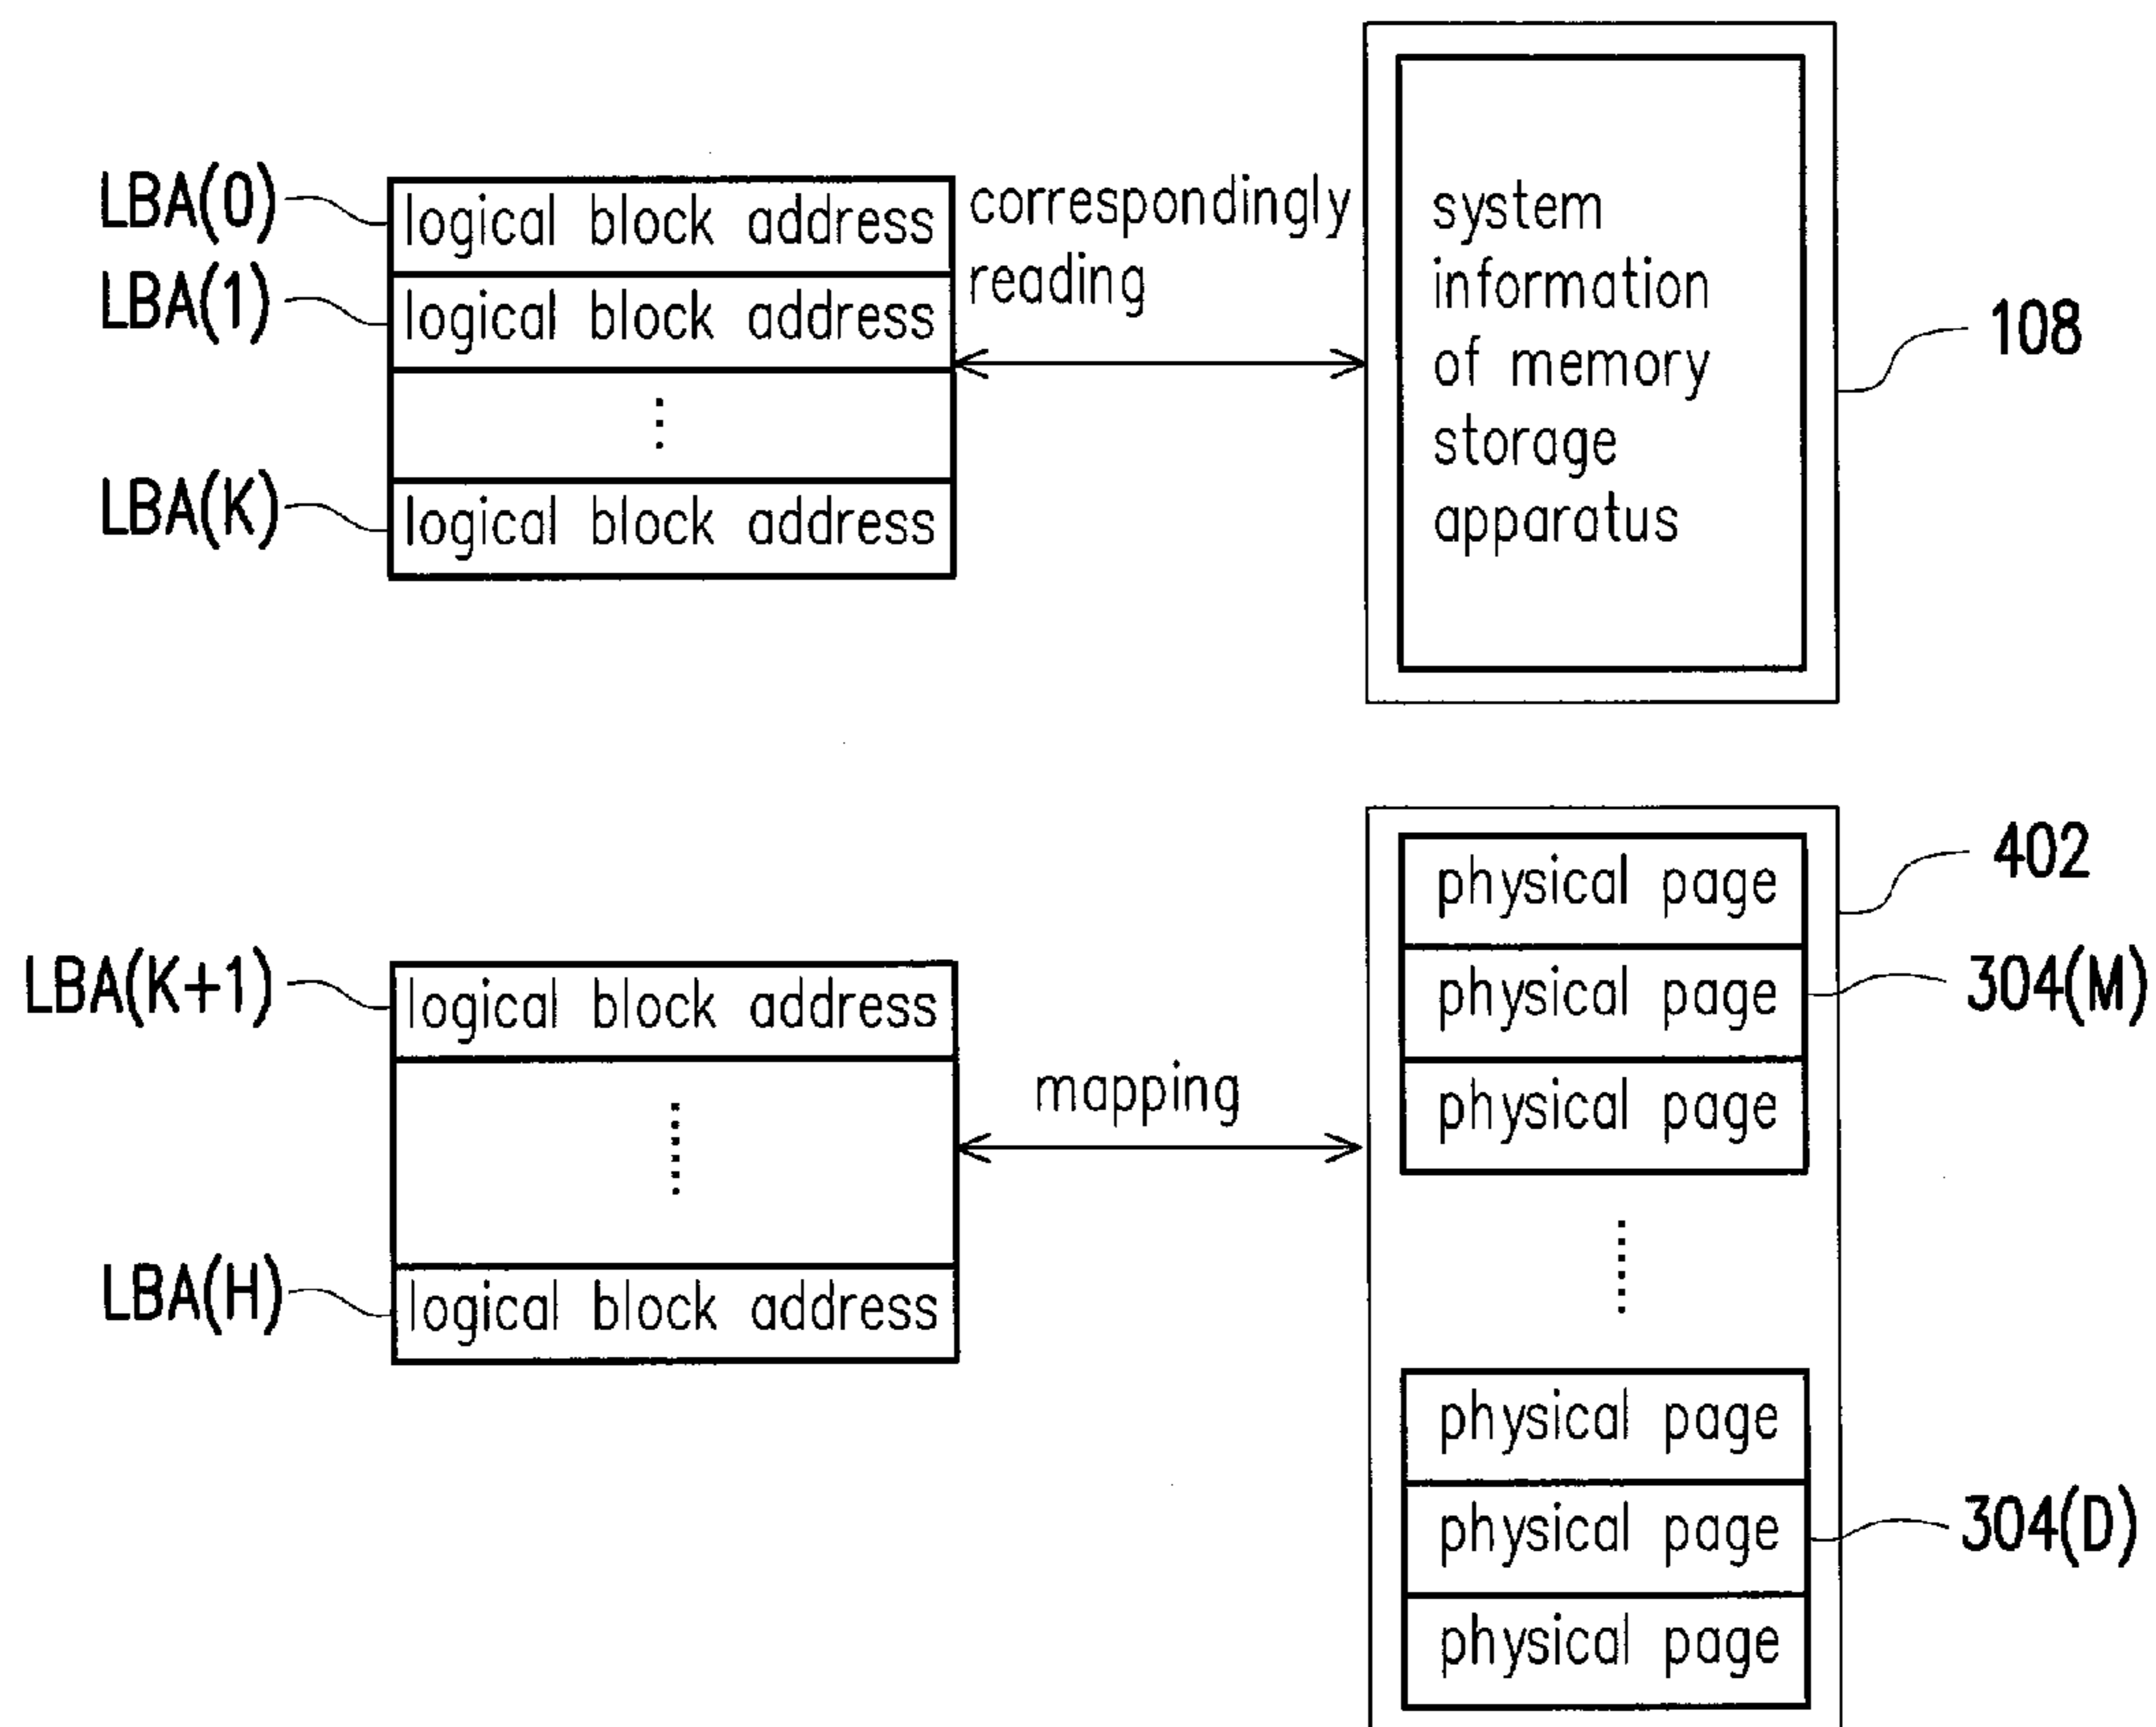 LBA(0)
logical block address
correspondingly
reading
LBA(1)
logical block address
LBA(K)
logical block address
system
information
of memory
storage
apparatus
108
LBA(K+1)
logical block address
mapping
LBA(H)
logical block address
physical page
402
physical page
304(M)
physical page
physical page
physical page
304(D)
physical page